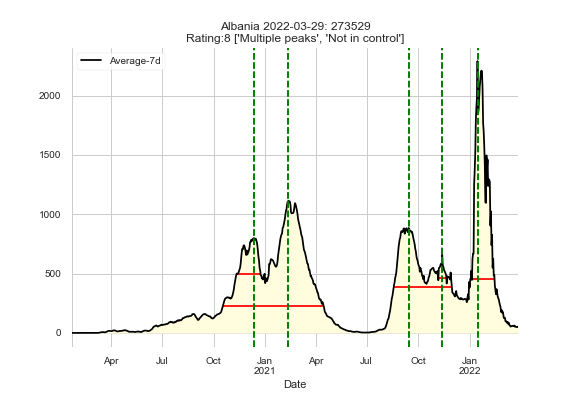 Albania 2022-03-29: 273529
Rating:8 ['Multiple peaks', 'Not in control']
Average-7d
2000
1500
1000
500
0
Apr Jul Oct Jan Apr Jul Oct Jan
2021 2022
Date